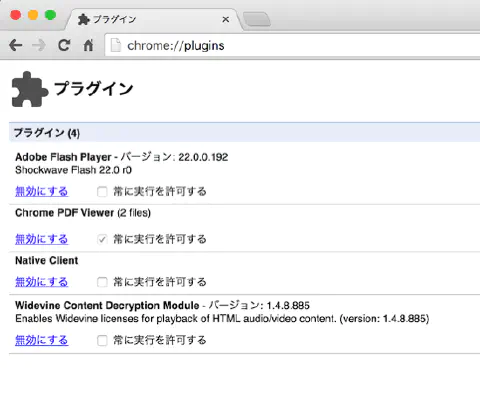 プラグイン
chrome://plugins
プラグイン
プラグイン (4)
Adobe Flash Player - バージョン: 22.0.0.192
Shockwave Flash 22.0 r0
無効にする 常に実行を許可する
Chrome PDF Viewer (2 files)
無効にする 常に実行を許可する
Native Client
無効にする 常に実行を許可する
Widevine Content Decryption Module - バージョン: 1.4.8.885
Enables Widevine licenses for playback of HTML audio/video content. (version: 1.4.8.885)
無効にする 常に実行を許可する